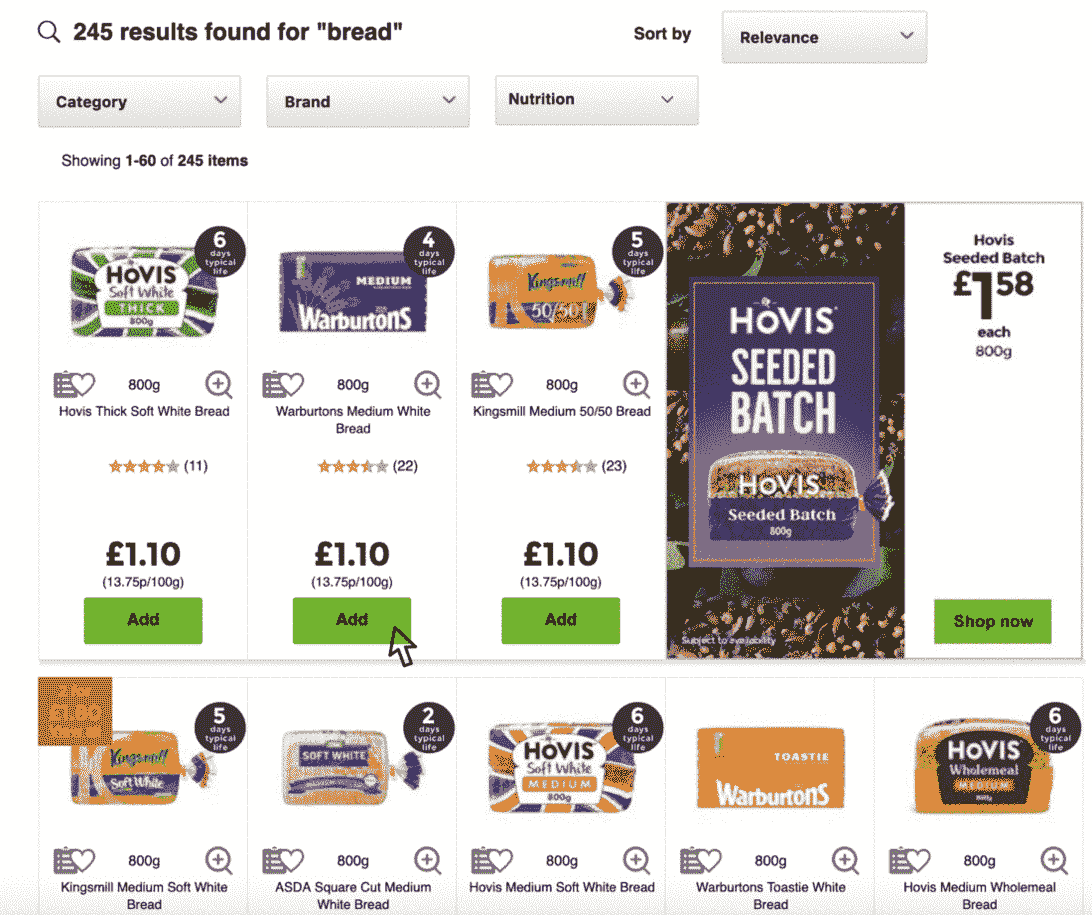 245 results found for "bread"
Sort by
Relevance
Category
Brand
Nutrition
Showing 1-60 of 245 items
6
days
typical
life
HOVIS
Soft White
THICK
800g
800g
Hovis Thick Soft White Bread
(11)
£1.10
(13.75p/100g)
Add
4
days
typical
life
MEDIUM
Warburtons
800g
Warburtons Medium White
Bread
(22)
£1.10
(13.75p/100g)
Add
5
days
typical
life
Kingsmill
50/50
800g
Kingsmill Medium 50/50 Bread
(23)
£1.10
(13.75p/100g)
Add
HOVIS
SEEDED
BATCH
HOVIS
Seeded Batch
800g
Subject to availability
Hovis
Seeded Batch
£1.58
each
800g
Shop now
5
days
typical
life
Kingsmill
Soft White
800g
Kingsmill Medium Soft White
Bread
2
days
typical
life
SOFT WHITE
800g
ASDA Square Cut Medium
White Bread
6
days
typical
life
HOVIS
Soft White
MEDIUM
800g
800g
Hovis Medium Soft White Bread
TOASTIE
Warburtons
800g
Warburtons Toastie White
Bread
6
days
typical
life
HOVIS
Wholemeal
MEDIUM
800g
800g
Hovis Medium Wholemeal
Bread